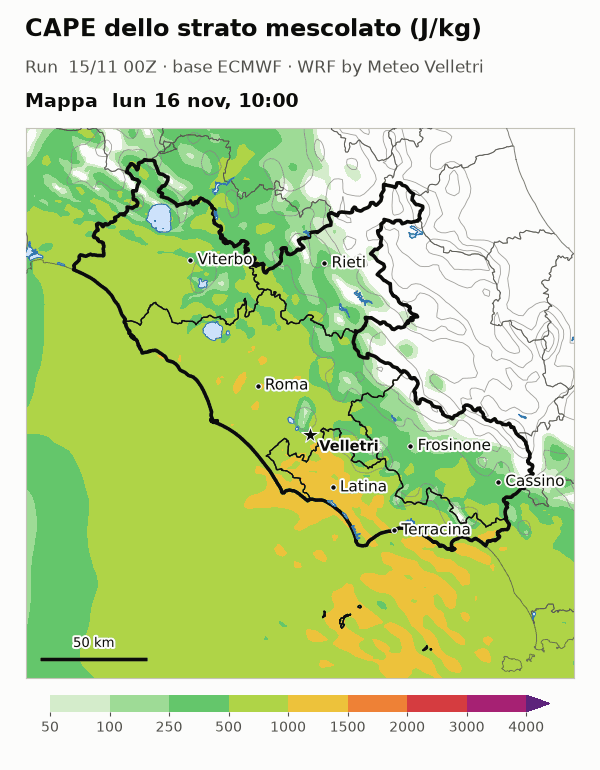 CAPE dello strato mescolato (J/kg)
Run  15/11 00Z · base ECMWF · WRF by Meteo Velletri
Mappa  lun 16 nov, 10:00
Viterbo
Rieti
Roma
Velletri
Frosinone
Latina
Cassino
Terracina
50 km
50 100 250 500 1000 1500 2000 3000 4000